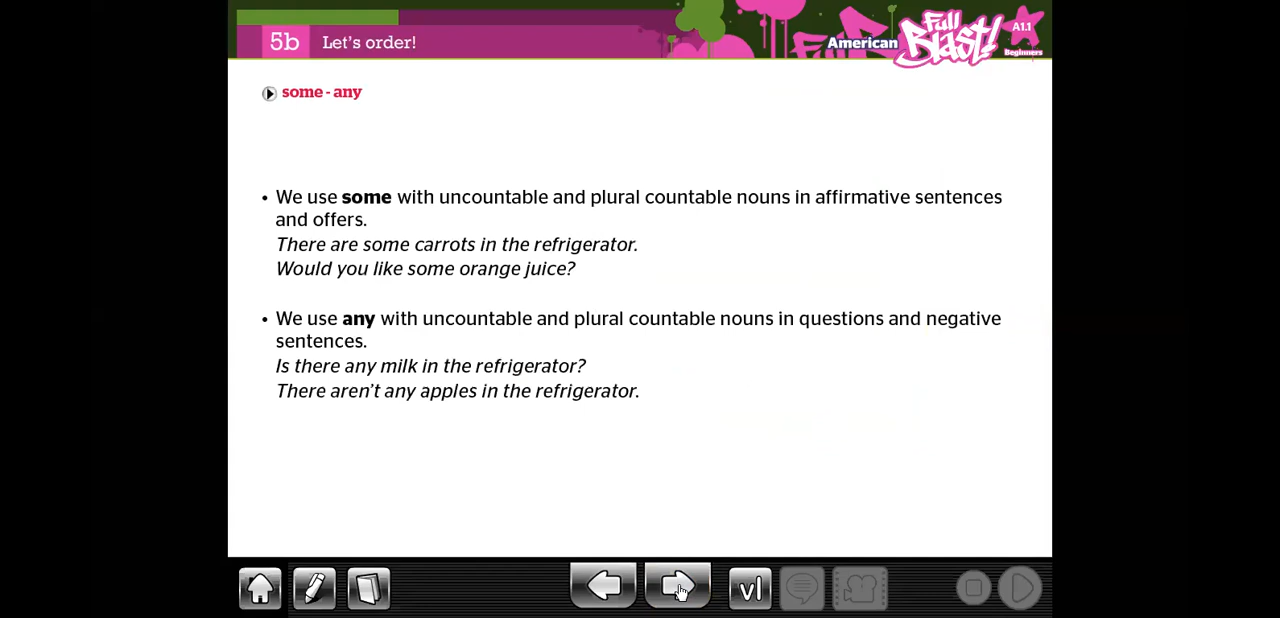 5b Let's order!
American Full Blast! A1.1 Beginners
some - any
• We use some with uncountable and plural countable nouns in affirmative sentences
and offers.
There are some carrots in the refrigerator.
Would you like some orange juice?
• We use any with uncountable and plural countable nouns in questions and negative
sentences.
Is there any milk in the refrigerator?
There aren't any apples in the refrigerator.
vl